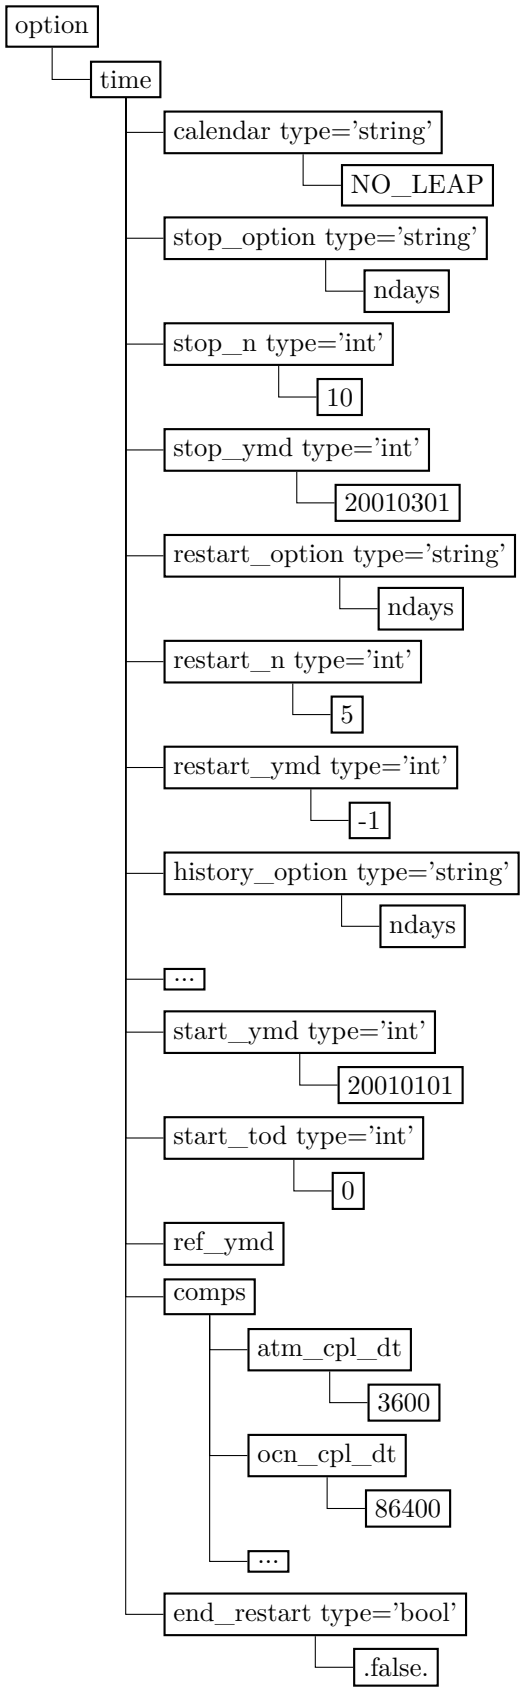 option
time
calendar type='string'
NO_LEAP
stop_option type='string'
ndays
stop_n type='int'
10
stop_ymd type='int'
20010301
restart_option type='string'
ndays
restart_n type='int'
5
restart_ymd type='int'
-1
history_option type='string'
ndays
...
start_ymd type='int'
20010101
start_tod type='int'
0
ref_ymd
comps
atm_cpl_dt
3600
ocn_cpl_dt
86400
...
end_restart type='bool'
.false.